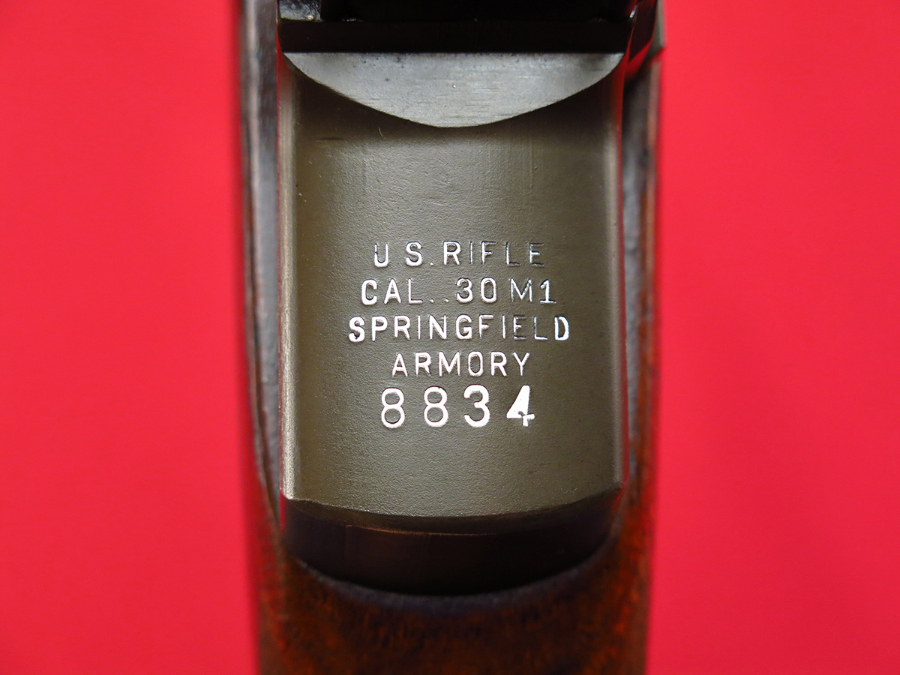 U.S. RIFLE
CAL. .30 M1
SPRINGFIELD
ARMORY
8834